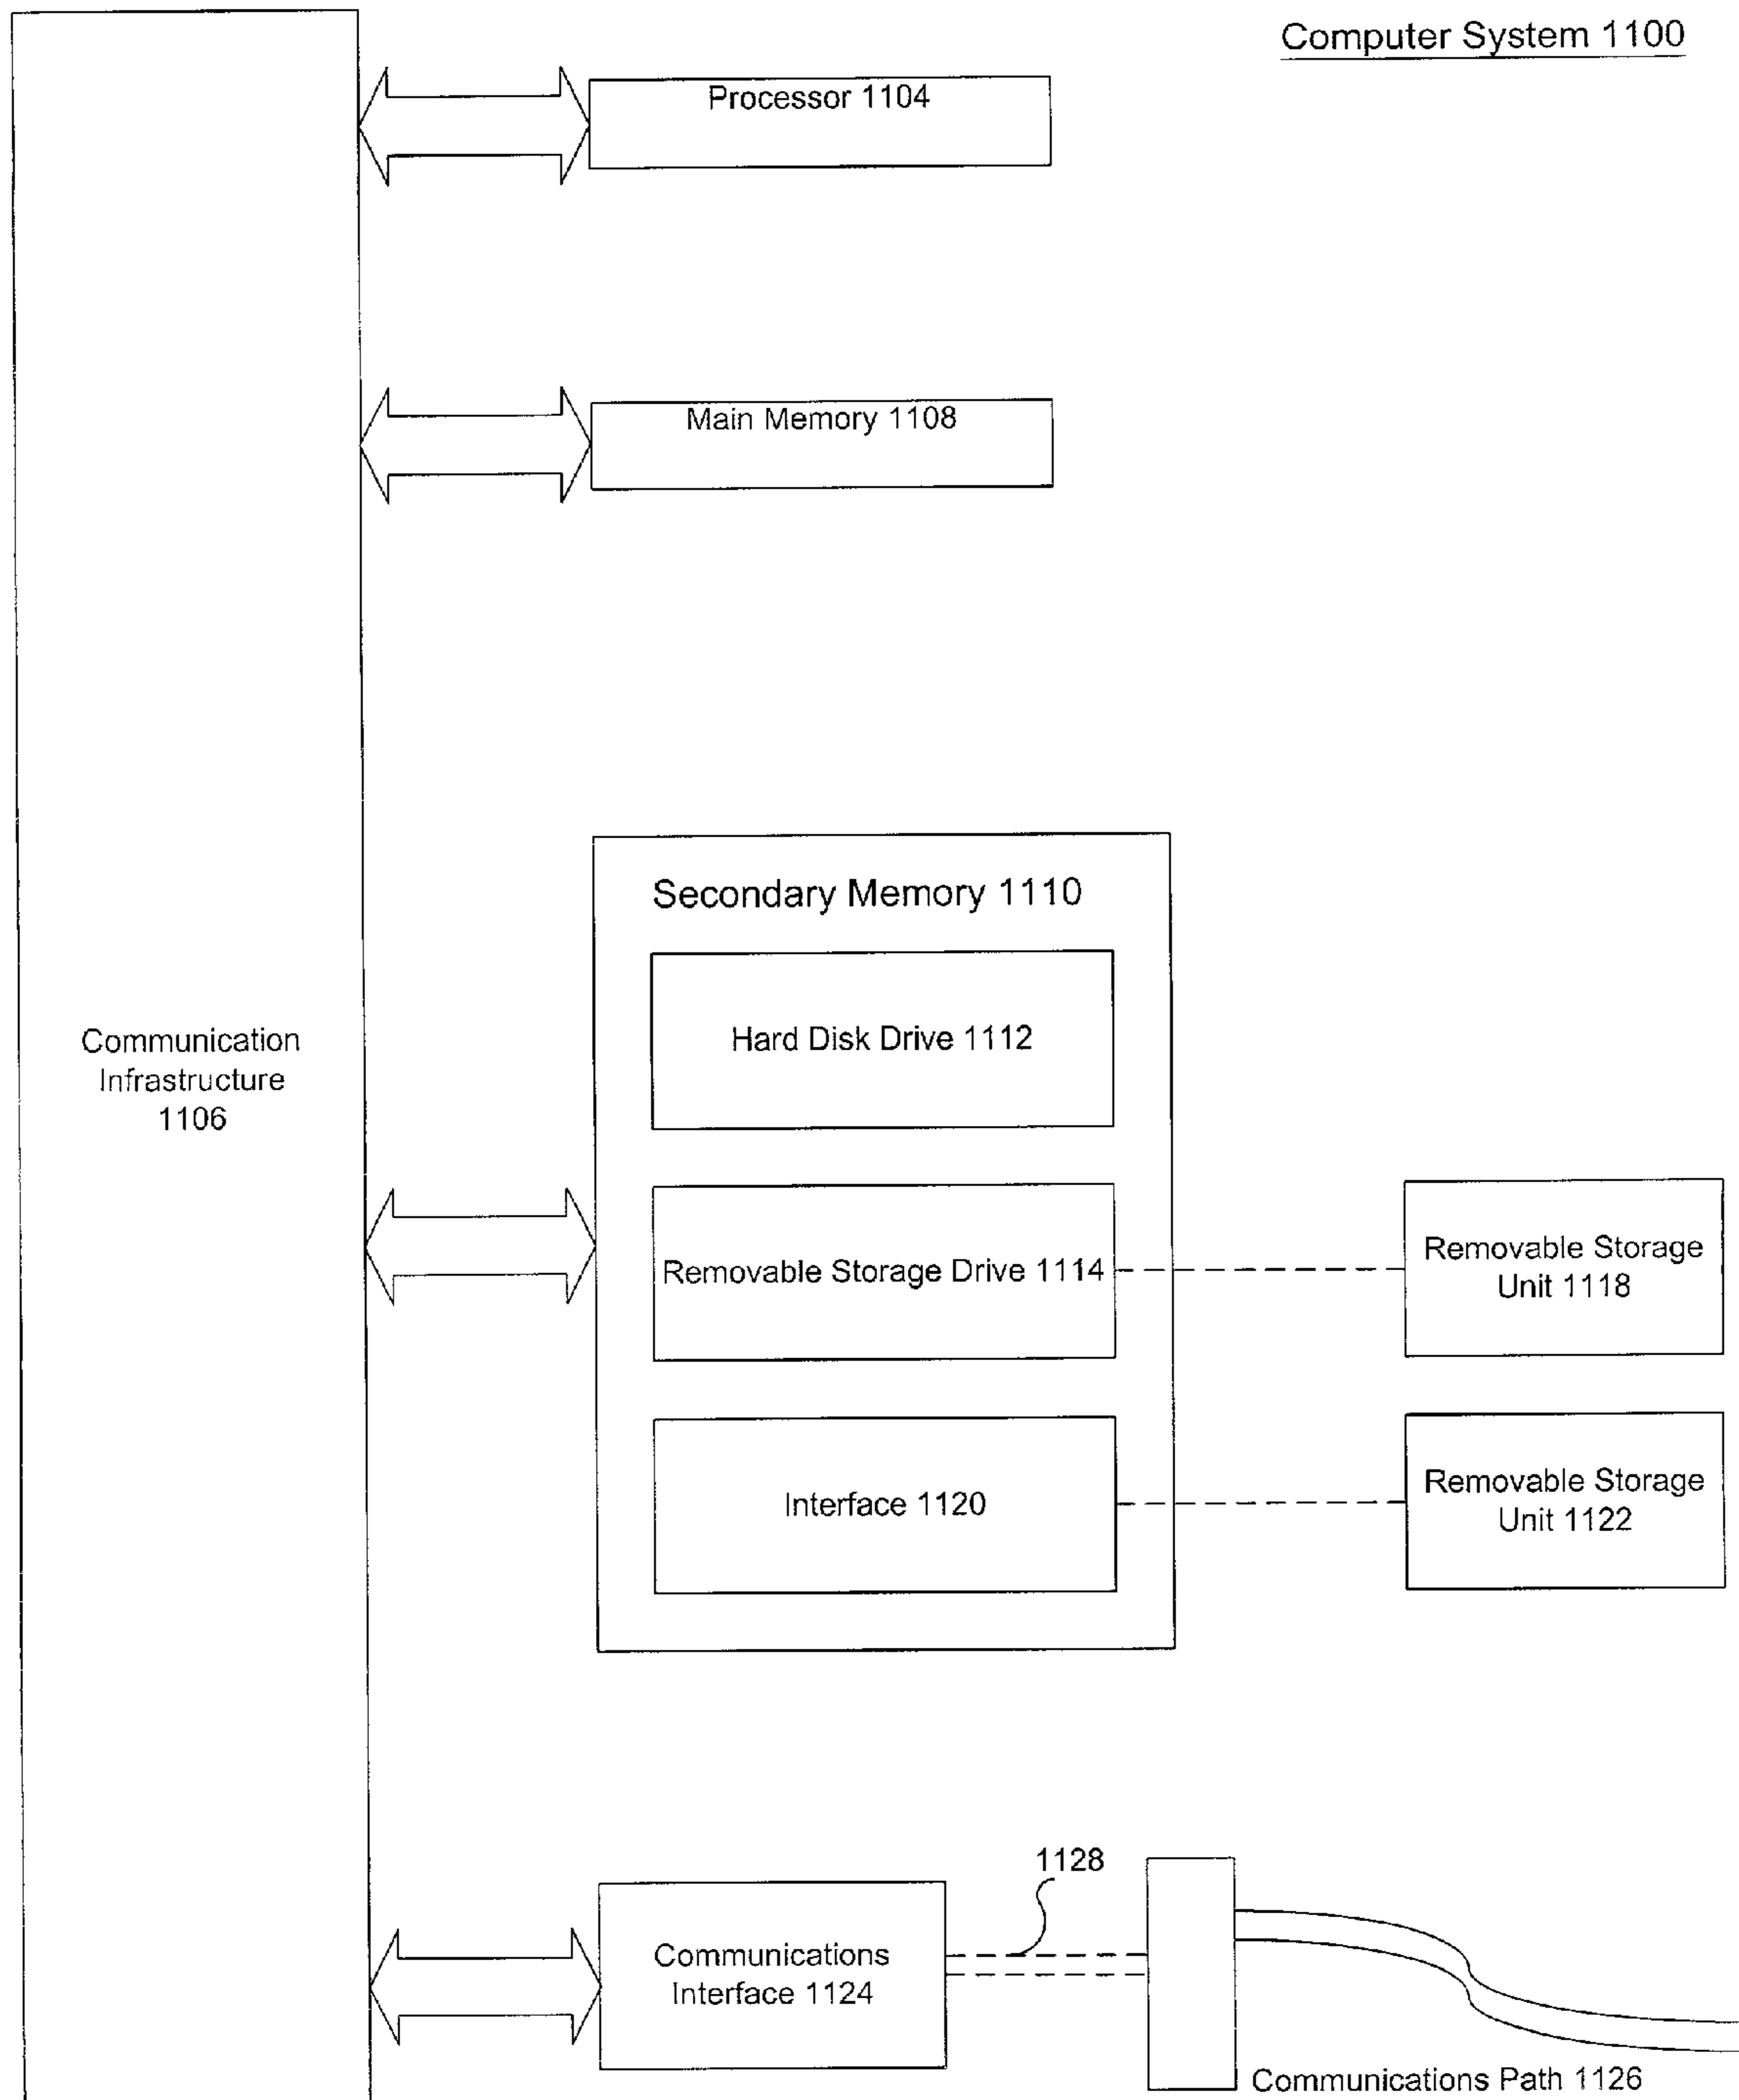 Computer System 1100
Processor 1104
Main Memory 1108
Secondary Memory 1110
Hard Disk Drive 1112
Communication
Infrastructure
1106
Removable Storage Drive 1114
Removable Storage
Unit 1118
Interface 1120
Removable Storage
Unit 1122
1128
Communications
Interface 1124
Communications Path 1126